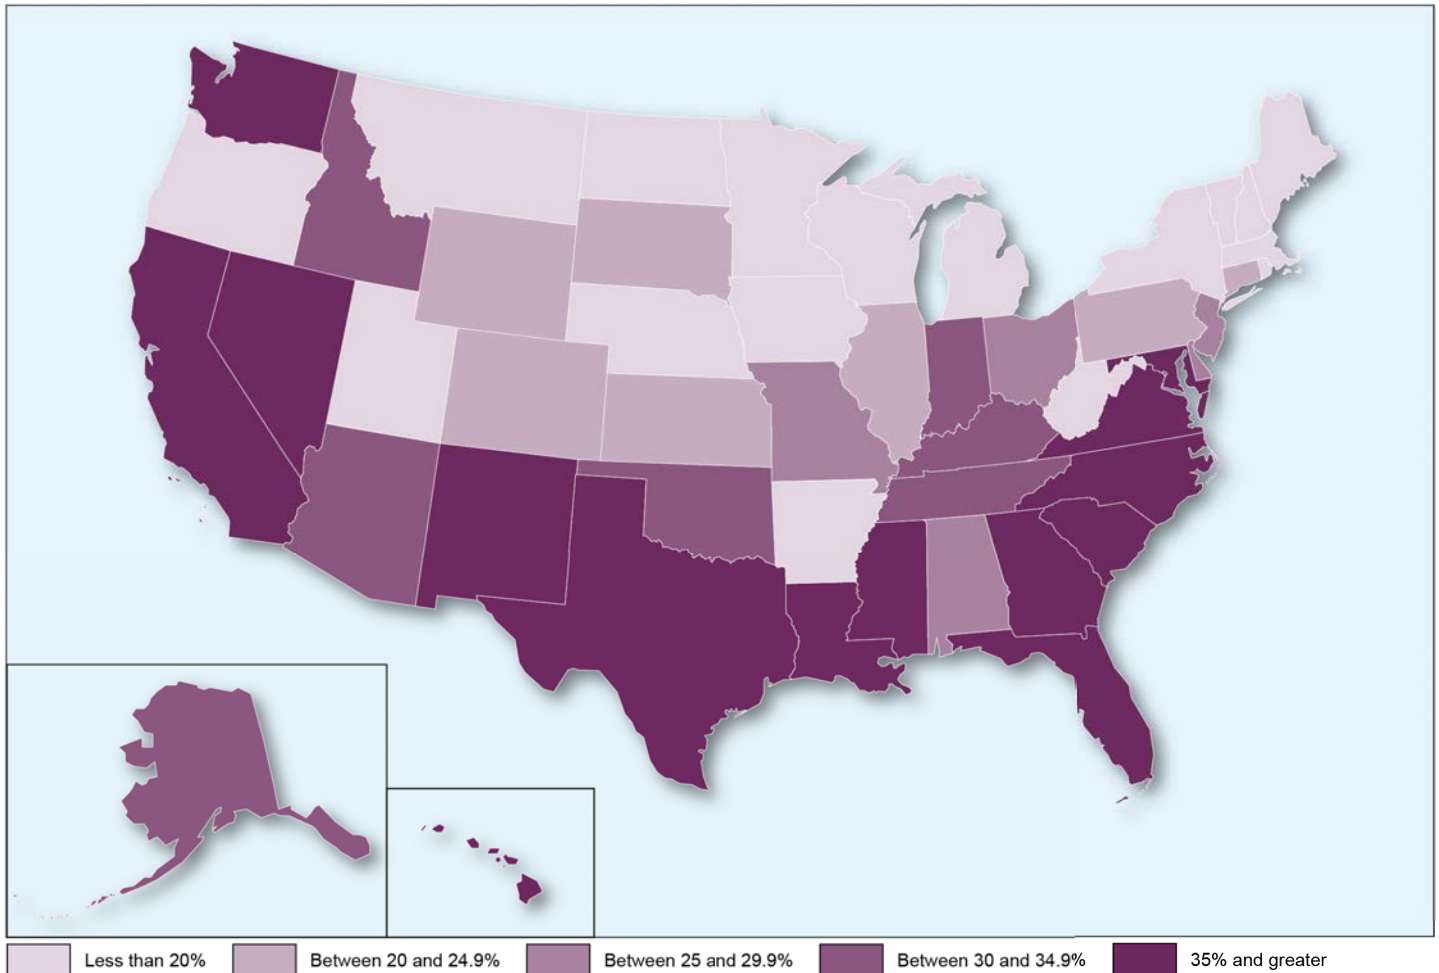 Less than 20%
Between 20 and 24.9%
Between 25 and 29.9%
Between 30 and 34.9%
35% and greater